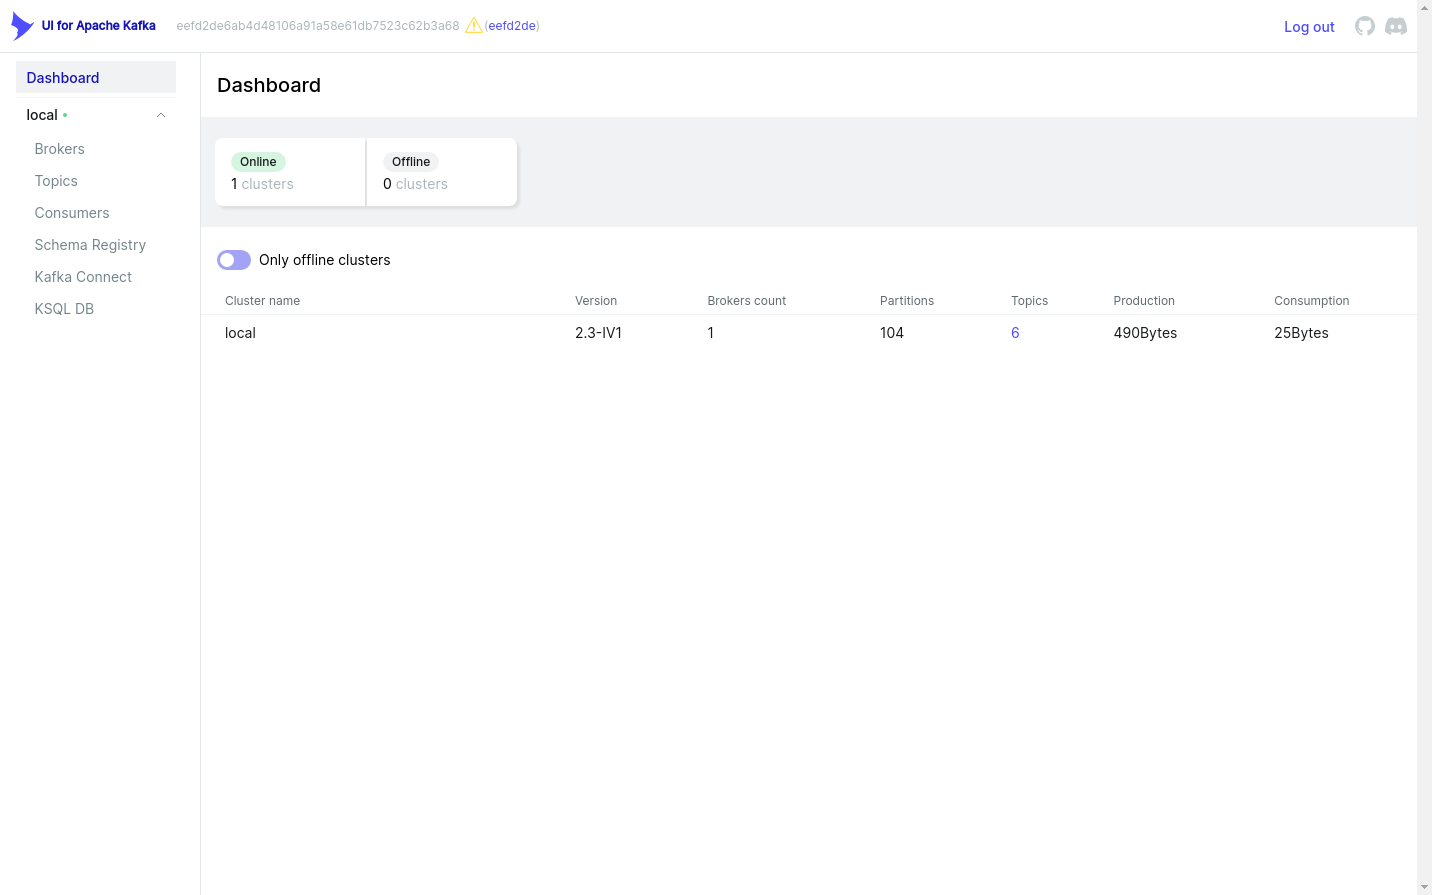 UI for Apache Kafka eefd2de6ab4d48106a91a58e61db7523c62b3a68 (eefd2de) Log out
Dashboard
local
Brokers
Topics
Consumers
Schema Registry
Kafka Connect
KSQL DB
Dashboard
Online
1 clusters
Offline
0 clusters
Only offline clusters
Cluster name Version Brokers count Partitions Topics Production Consumption
local 2.3-IV1 1 104 6 490Bytes 25Bytes